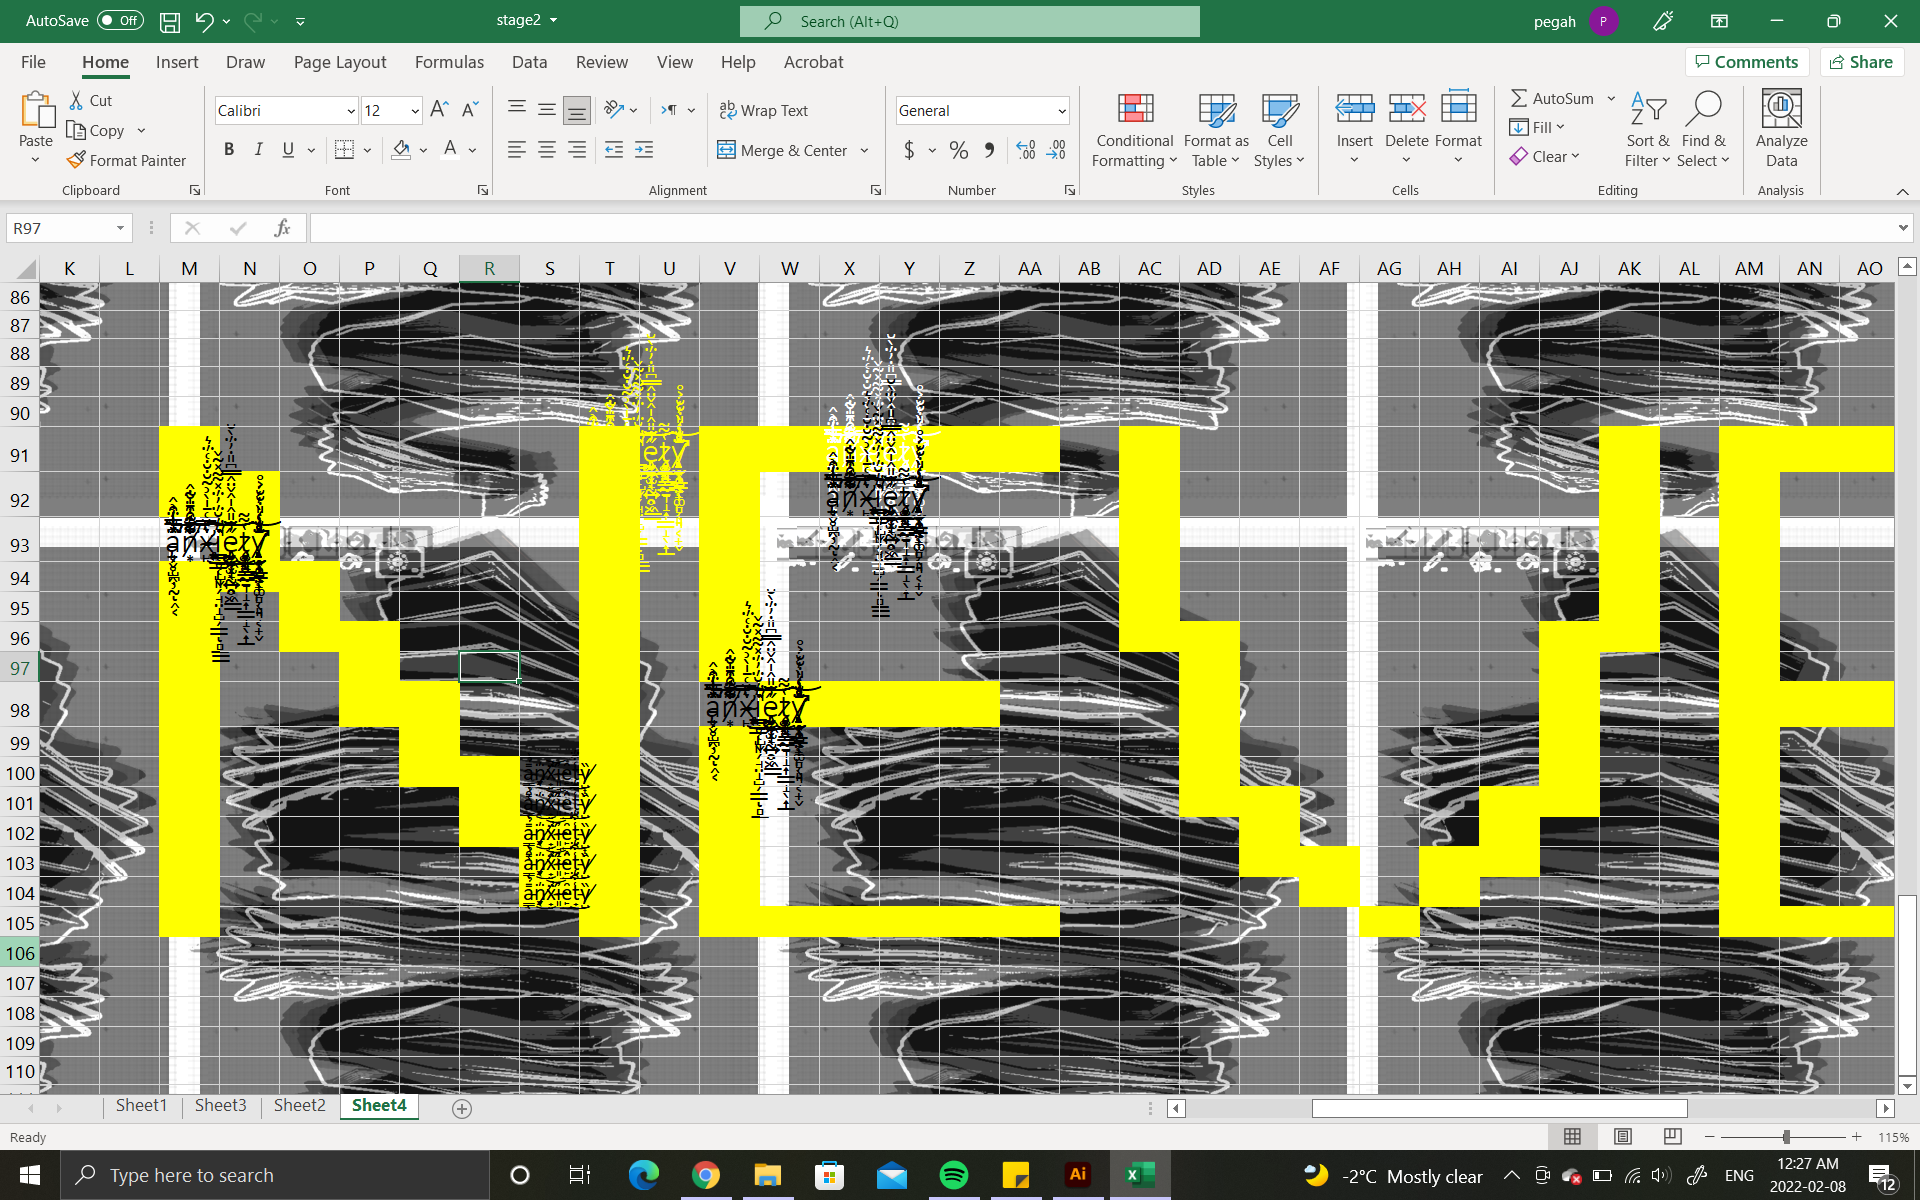 AutoSave Off stage2 Search (Alt+Q) pegah P
File Home Insert Draw Page Layout Formulas Data Review View Help Acrobat Comments Share
Paste Cut Copy Format Painter
Calibri 12
B I U A
Wrap Text
Merge & Center
General
$ % 9
Conditional Formatting Format as Table Cell Styles
Insert Delete Format
AutoSum Fill Clear
Sort & Filter Find & Select
Analyze Data
Clipboard Font Alignment Number Styles Cells Editing Analysis
R97 fx
K L M N O P Q R S T U V W X Y Z AA AB AC AD AE AF AG AH AI AJ AK AL AM AN AO
86
87
88
89
90
91
92 anxiety
93 anxiety
94
95
96
97
98 anxiety
99
100 anxiety
101 anxiety
102 anxiety
103 anxiety
104 anxiety
105
106
107
108
109
110
NEVE
Sheet1 Sheet3 Sheet2 Sheet4
Ready 115%
Type here to search Ai -2°C Mostly clear ENG 12:27 AM
2022-02-08 12